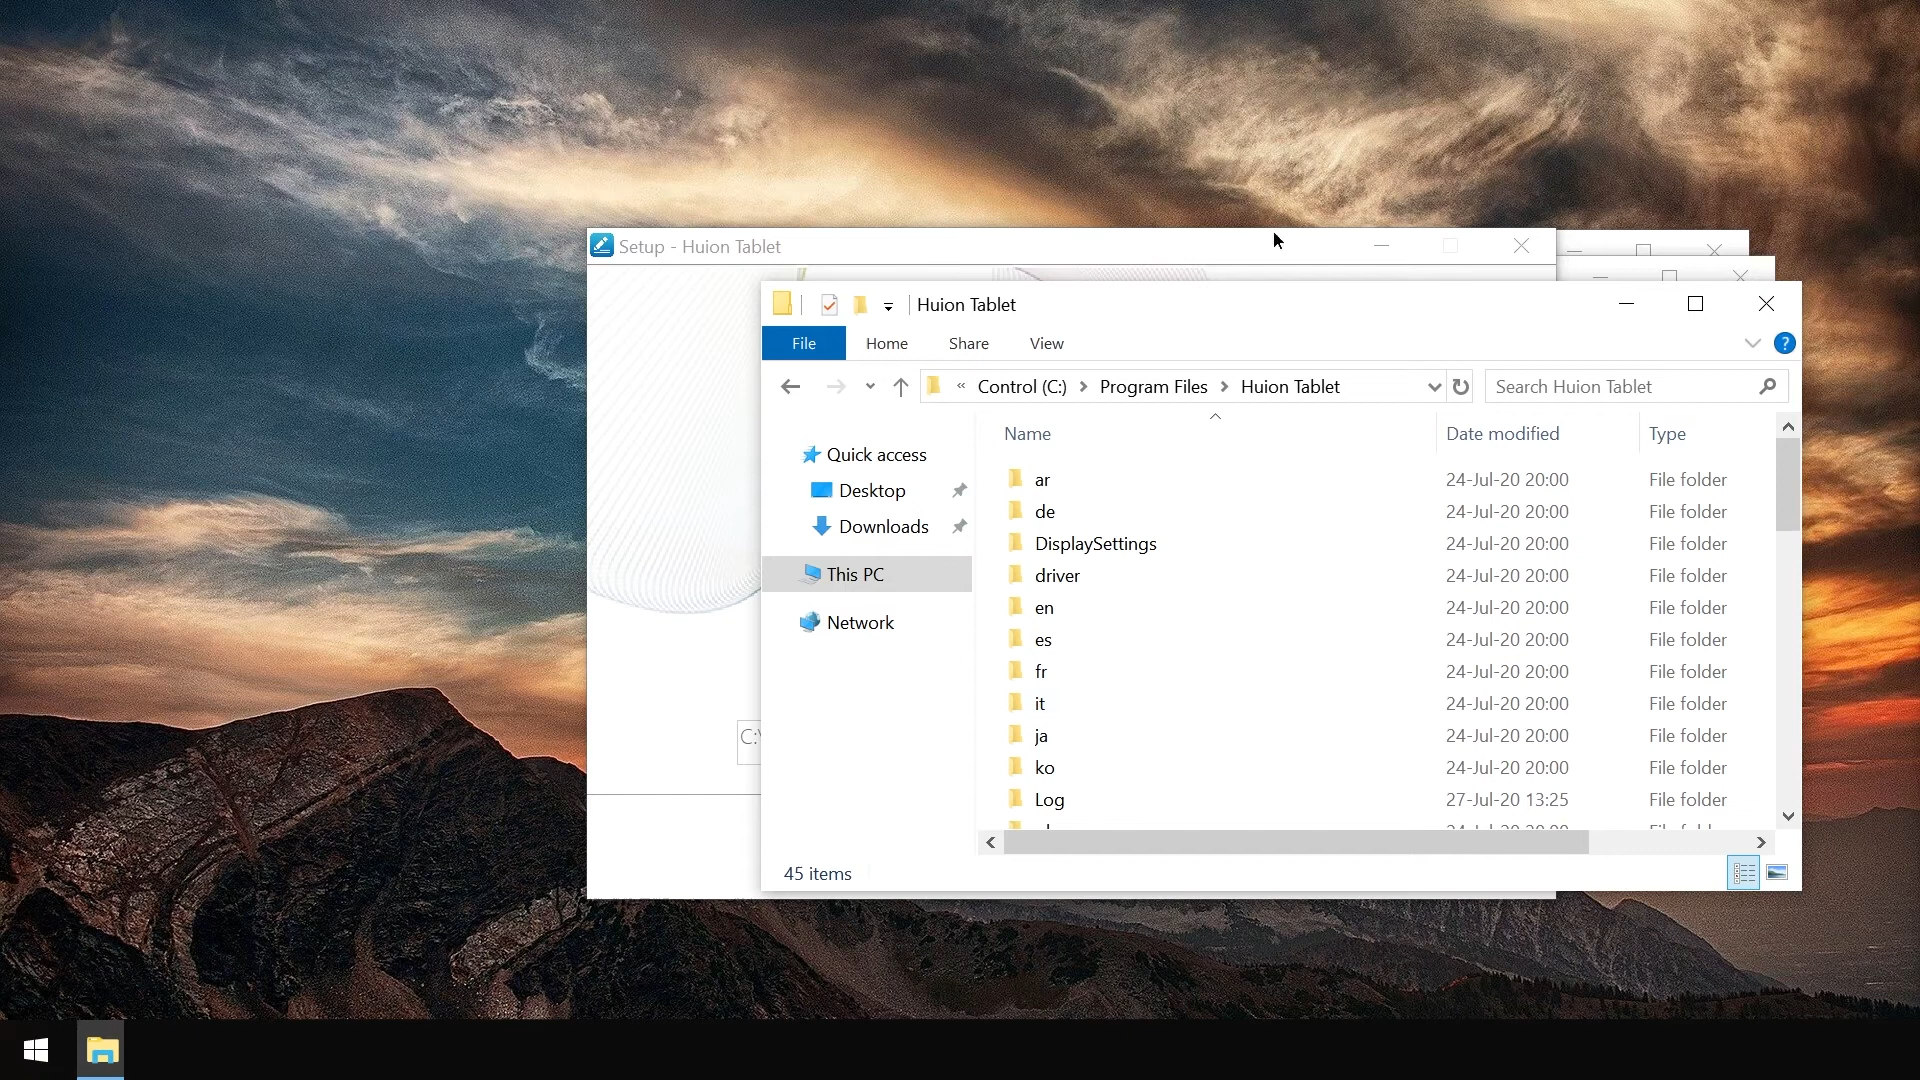 Setup - Huion Tablet
Huion Tablet
File Home Share View
« Control (C:) Program Files Huion Tablet
Search Huion Tablet
Name Date modified Type
Quick access
Desktop
Downloads
This PC
Network
ar 24-Jul-20 20:00 File folder
de 24-Jul-20 20:00 File folder
DisplaySettings 24-Jul-20 20:00 File folder
driver 24-Jul-20 20:00 File folder
en 24-Jul-20 20:00 File folder
es 24-Jul-20 20:00 File folder
fr 24-Jul-20 20:00 File folder
it 24-Jul-20 20:00 File folder
ja 24-Jul-20 20:00 File folder
ko 24-Jul-20 20:00 File folder
Log 27-Jul-20 13:25 File folder
C:\
45 items